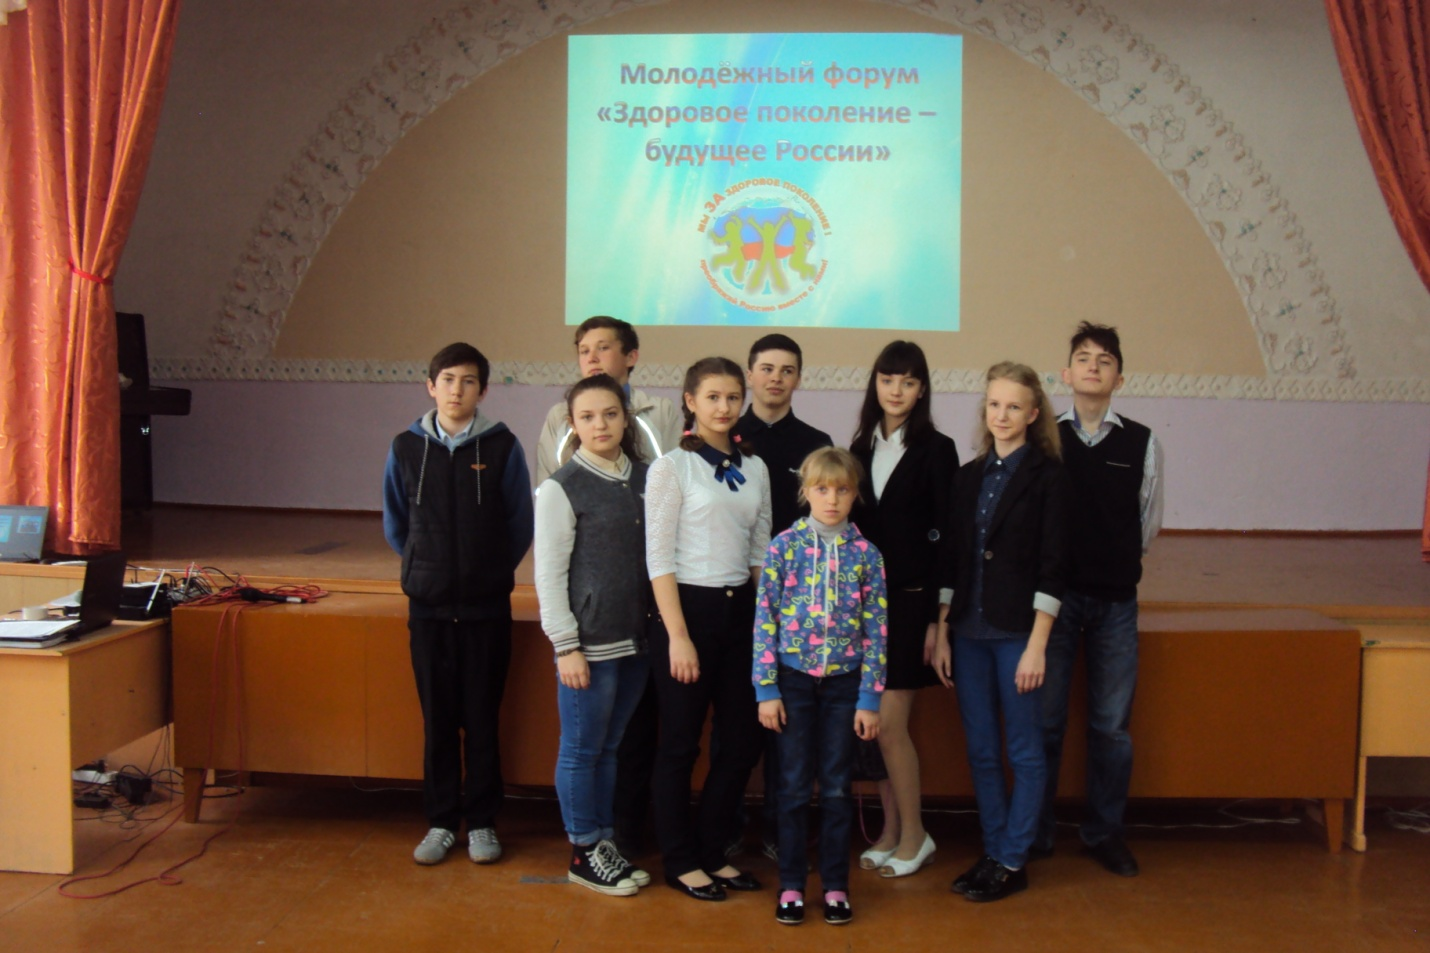 Молодёжный форум
«Здоровое поколение –
будущее России»
мы ЗА здоровое поколение !